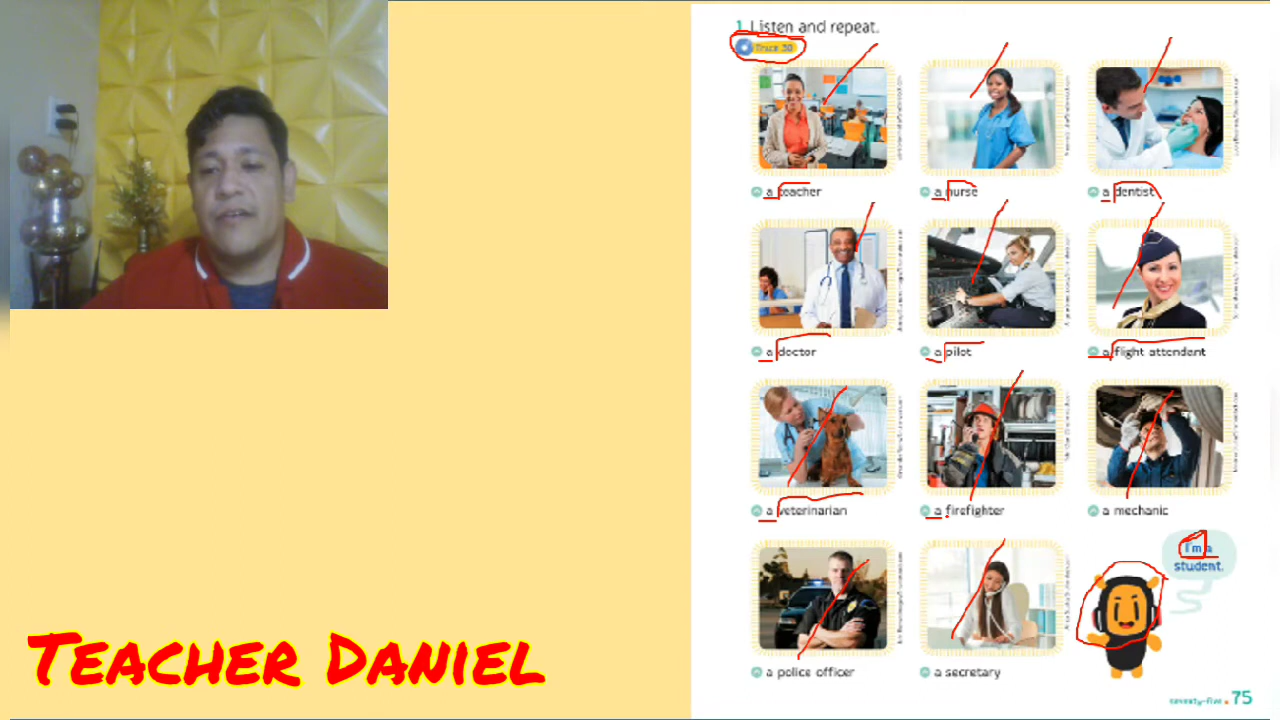 1. Listen and repeat.
Track 30
a teacher
a nurse
a dentist
a doctor
a pilot
a flight attendant
a veterinarian
a firefighter
a mechanic
I'm a
student.
a police officer
a secretary
TEACHER DANIEL
seventy-five 75